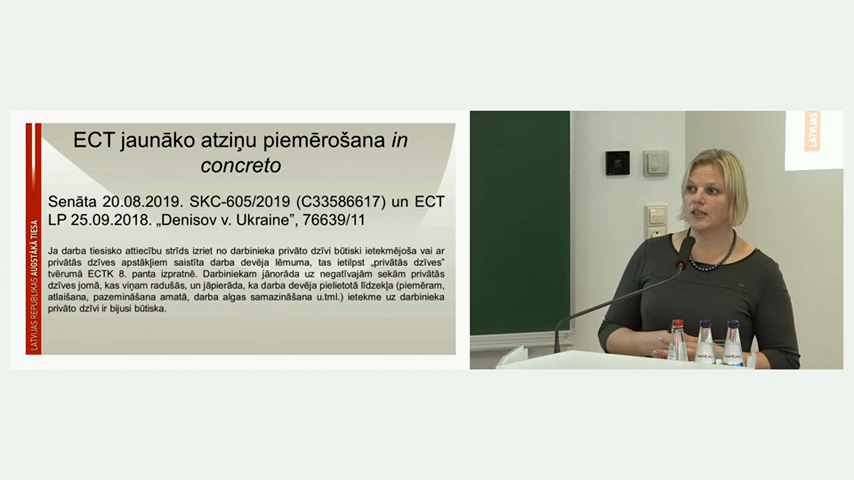 ECT jaunāko atziņu piemērošana in
concreto
Senāta 20.08.2019. SKC-605/2019 (C33586617) un ECT
LP 25.09.2018. „Denisov v. Ukraine”, 76639/11
Ja darba tiesisko attiecību strīds izriet no darbinieka privāto dzīvi būtiski ietekmējoša vai ar
privātās dzīves apstākļiem saistīta darba devēja lēmuma, tas ietilpst „privātās dzīves”
tvērumā ECTK 8. panta izpratnē. Darbiniekam jānorāda uz negatīvajām sekām privātās
dzīves jomā, kas viņam radušās, un jāpierāda, ka darba devēja pielietotā līdzekļa (piemēram,
atlaišana, pazemināšana amatā, darba algas samazināšana u.tml.) ietekme uz darbinieka
privāto dzīvi ir bijusi būtiska.
LATVIJAS REPUBLIKAS AUGSTĀKĀ TIESA
LATVIJAS
MANGAĻI
MANGAĻI